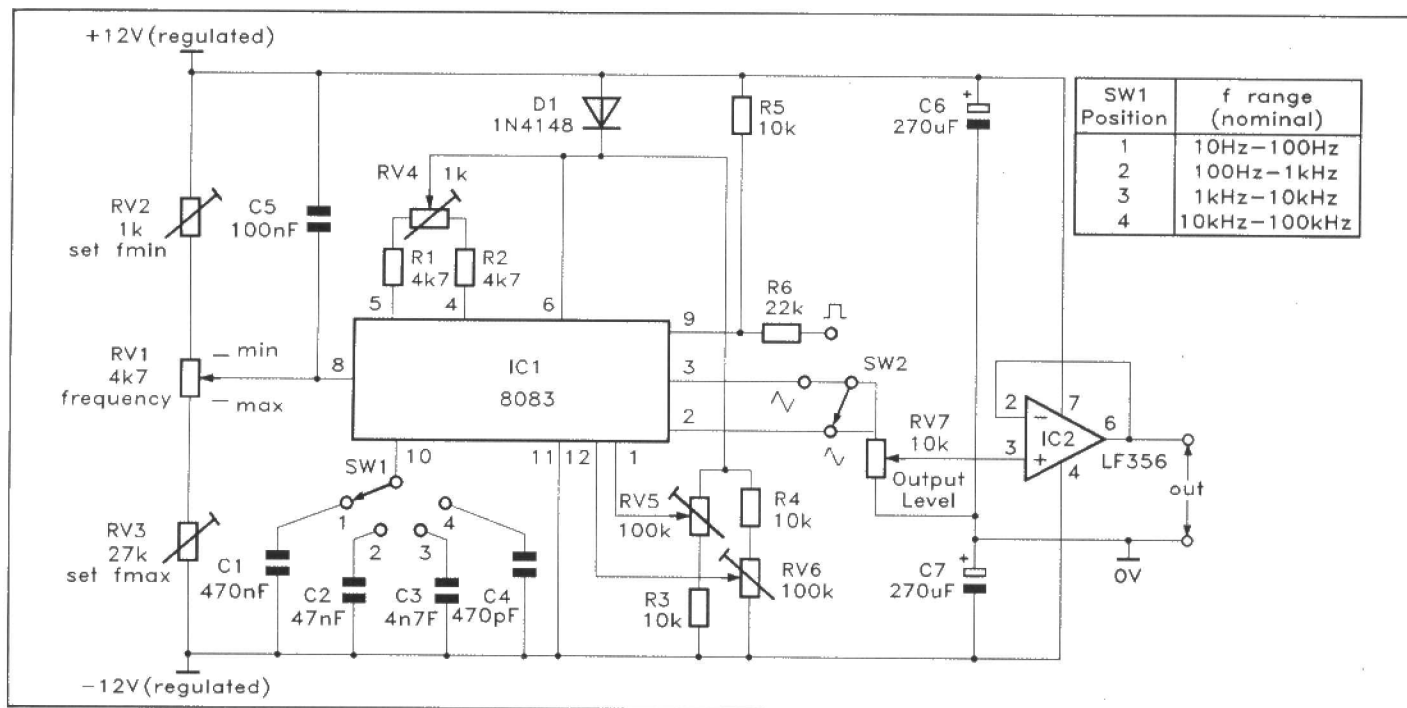 +12V(regulated)
D1
1N4148
R5
10k
C6
270uF
SW1
Position
f range
(nominal)
1
10Hz-100Hz
2
100Hz-1kHz
3
1kHz-10kHz
4
10kHz-100kHz
RV2
1k
set fmin
C5
100nF
RV4
1k
R1
4k7
R2
4k7
5
4
6
R6
22k
9
RV1
4k7
frequency
min
max
8
IC1
8083
3
2
SW2
RV7
10k
Output
Level
2
7
3
4
6
IC2
LF356
out
10
11
12
1
SW1
1
2
3
4
RV5
100k
R4
10k
RV3
27k
set fmax
C1
470nF
C2
47nF
C3
4n7F
C4
470pF
R3
10k
RV6
100k
C7
270uF
0V
-12V(regulated)